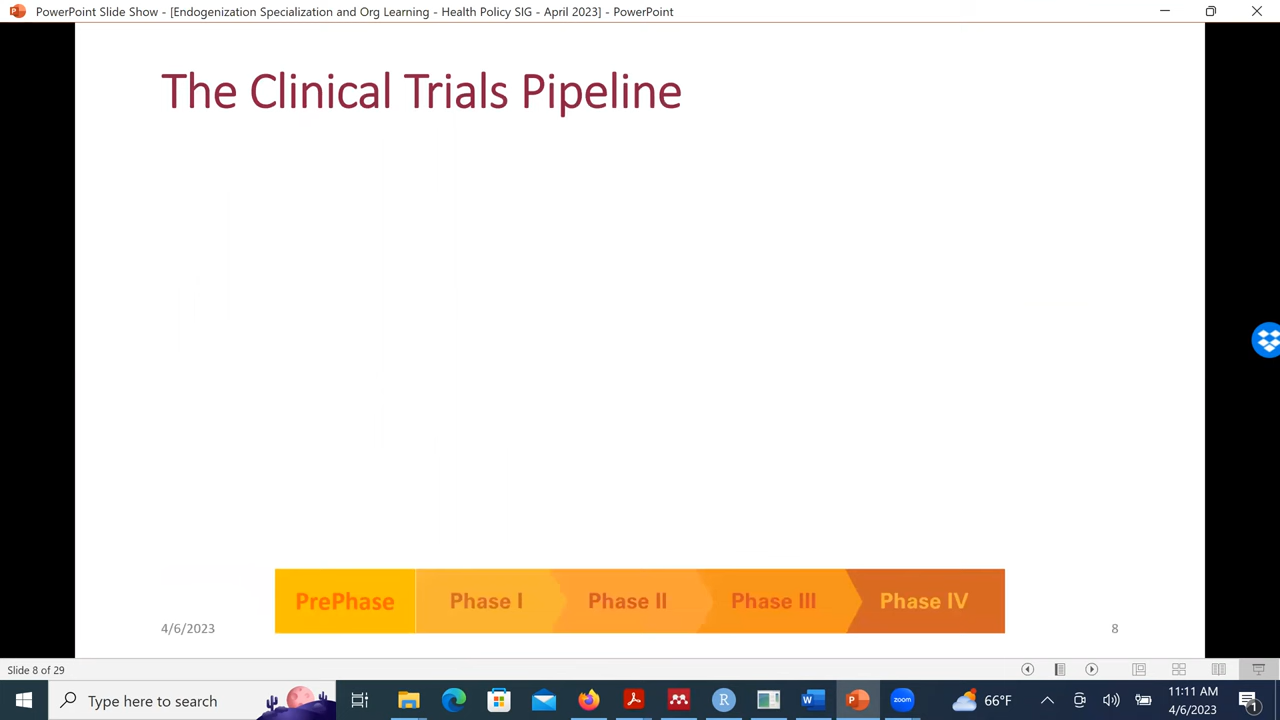 PowerPoint Slide Show - [Endogenization Specialization and Org Learning - Health Policy SIG - April 2023] - PowerPoint
The Clinical Trials Pipeline
PrePhase Phase I Phase II Phase III Phase IV
4/6/2023 8
Slide 8 of 29
Type here to search 66°F 11:11 AM
4/6/2023 1
zoom